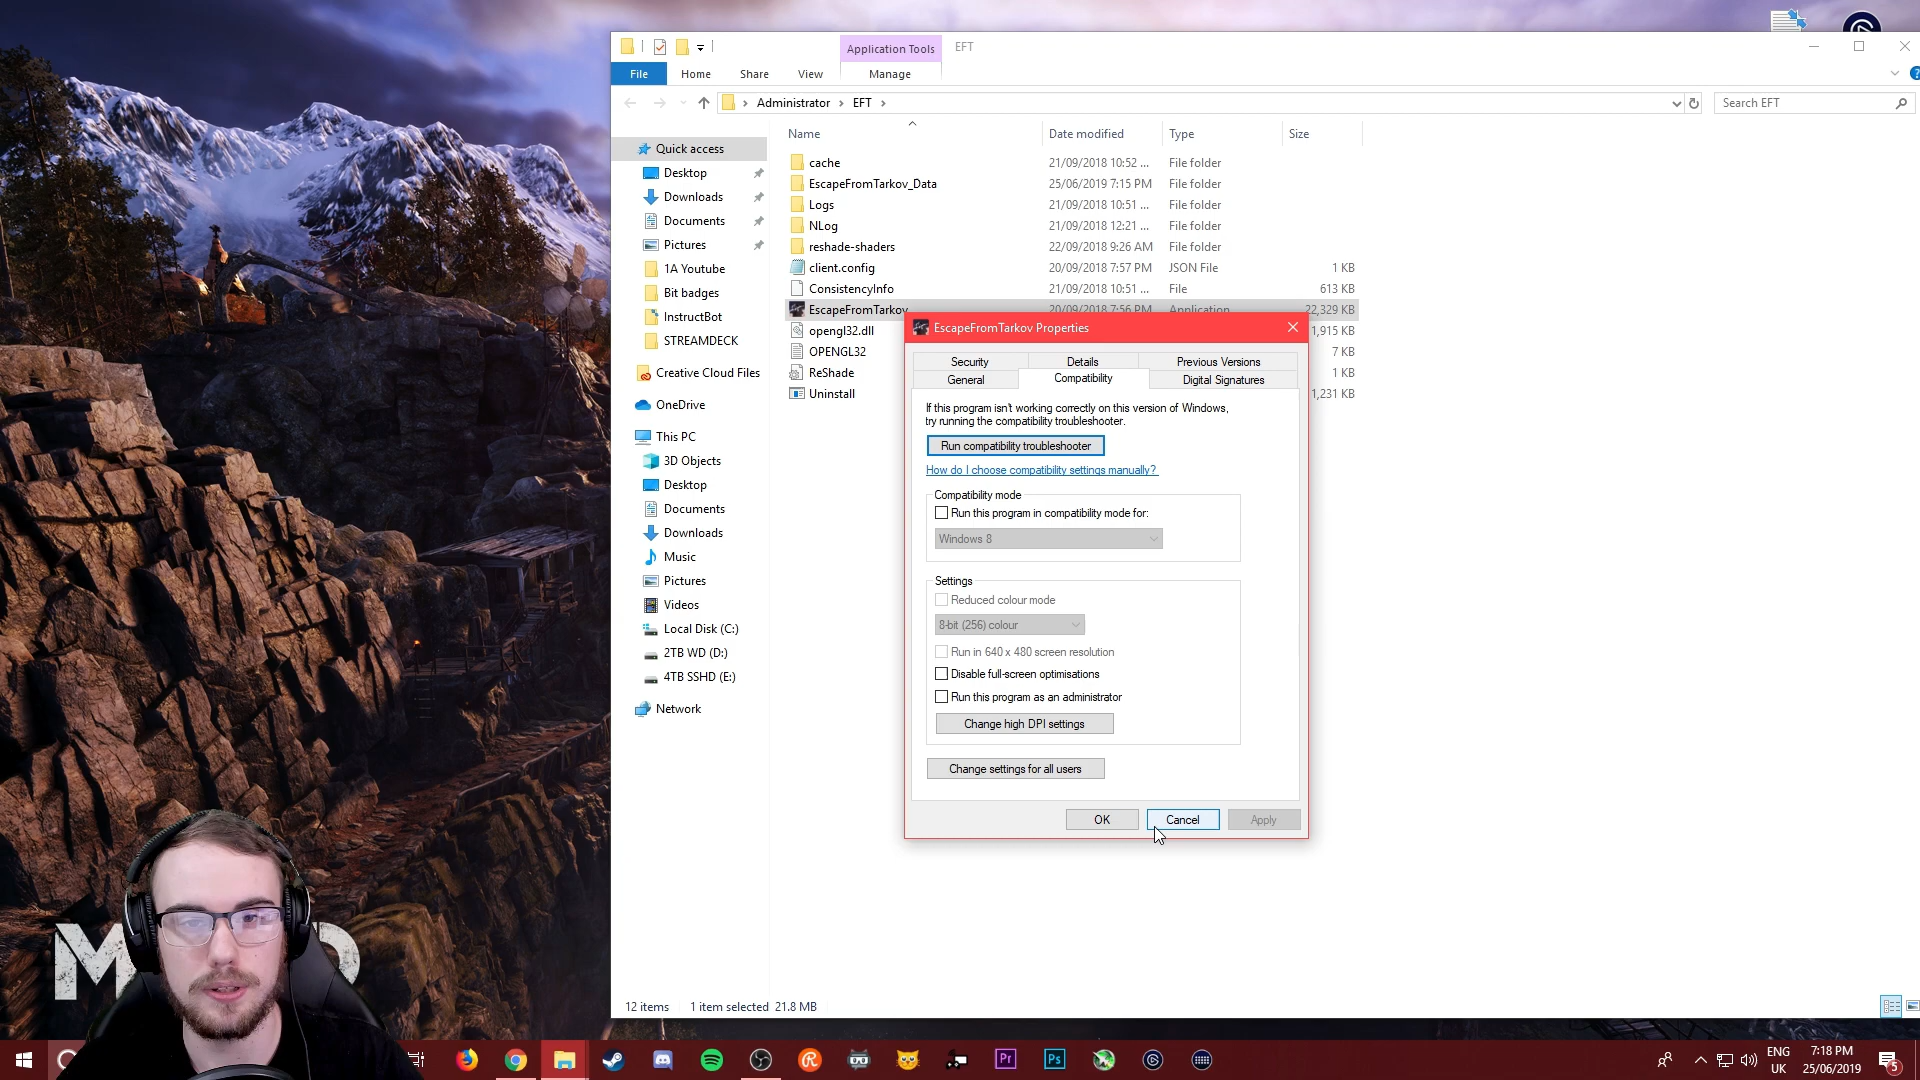 Application Tools
EFT
File
Home
Share
View
Manage
Administrator
EFT
Search EFT
Name
Date modified
Type
Size
Quick access
Desktop
Downloads
Documents
Pictures
1A Youtube
Bit badges
InstructBot
STREAMDECK
Creative Cloud Files
OneDrive
This PC
3D Objects
Desktop
Documents
Downloads
Music
Pictures
Videos
Local Disk (C:)
2TB WD (D:)
4TB SSHD (E:)
Network
cache 21/09/2018 10:52 ... File folder
EscapeFromTarkov_Data 25/06/2019 7:15 PM File folder
Logs 21/09/2018 10:51 ... File folder
NLog 21/09/2018 12:21 ... File folder
reshade-shaders 22/09/2018 9:26 AM File folder
client.config 20/09/2018 7:57 PM JSON File 1 KB
ConsistencyInfo 21/09/2018 10:51 ... File 613 KB
EscapeFromTarkov 20/09/2018 7:56 PM Application 22,329 KB
opengl32.dll 1,915 KB
OPENGL32 7 KB
ReShade 1 KB
Uninstall 1,231 KB
EscapeFromTarkov Properties
Security
Details
Previous Versions
General
Compatibility
Digital Signatures
If this program isn't working correctly on this version of Windows,
try running the compatibility troubleshooter.
Run compatibility troubleshooter
How do I choose compatibility settings manually?
Compatibility mode
Run this program in compatibility mode for:
Windows 8
Settings
Reduced colour mode
8-bit (256) colour
Run in 640 x 480 screen resolution
Disable full-screen optimisations
Run this program as an administrator
Change high DPI settings
Change settings for all users
OK
Cancel
Apply
12 items
1 item selected 21.8 MB
Pr
Ps
ENG
UK
7:18 PM
25/06/2019
5